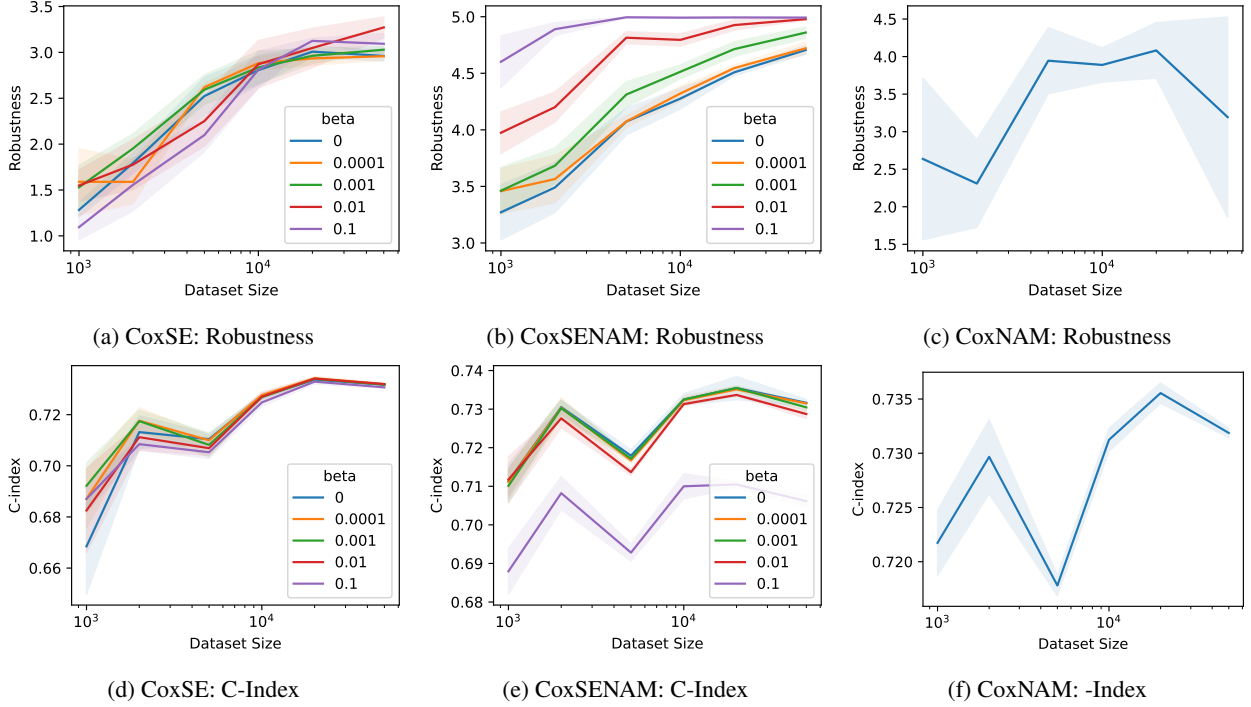 3.5
3.0
2.5
2.0
1.5
1.0
Robustness
beta
0
0.0001
0.001
0.01
0.1
10³
10⁴
Dataset Size
(a) CoxSE: Robustness
5.0
4.5
4.0
3.5
3.0
Robustness
beta
0
0.0001
0.001
0.01
0.1
10³
10⁴
Dataset Size
(b) CoxSENAM: Robustness
4.5
4.0
3.5
3.0
2.5
2.0
1.5
Robustness
10³
10⁴
Dataset Size
(c) CoxNAM: Robustness
0.72
0.70
0.68
0.66
C-index
beta
0
0.0001
0.001
0.01
0.1
10³
10⁴
Dataset Size
(d) CoxSE: C-Index
0.74
0.73
0.72
0.71
0.70
0.69
0.68
C-index
beta
0
0.0001
0.001
0.01
0.1
10³
10⁴
Dataset Size
(e) CoxSENAM: C-Index
0.735
0.730
0.725
0.720
C-index
10³
10⁴
Dataset Size
(f) CoxNAM: -Index